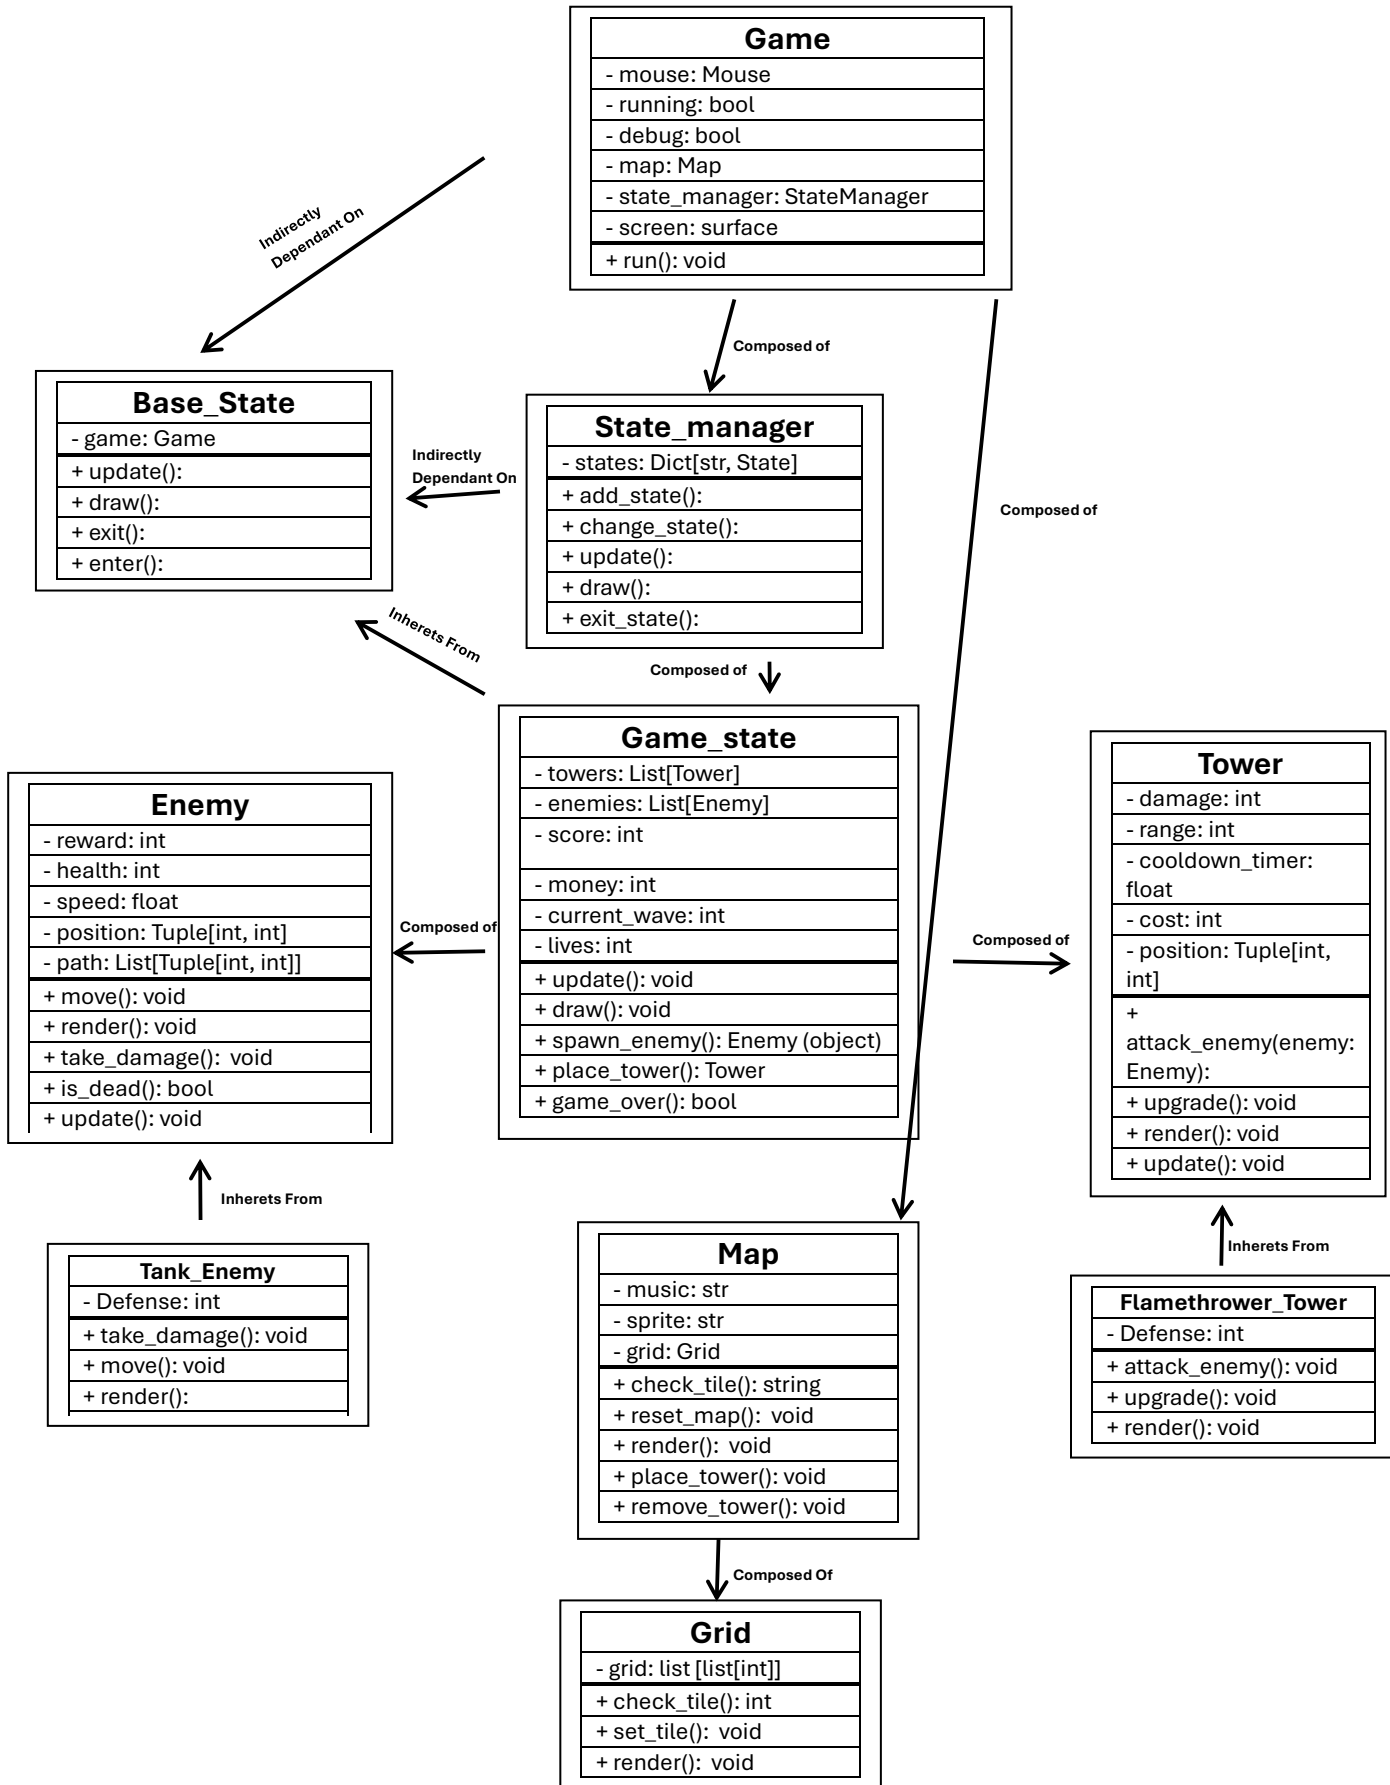 Game
- mouse: Mouse
- running: bool
- debug: bool
- map: Map
- state_manager: StateManager
- screen: surface
+ run(): void
Indirectly
Dependant On
Composed of
Composed of
Base_State
- game: Game
+ update():
+ draw():
+ exit():
+ enter():
Indirectly
Dependant On
State_manager
- states: Dict[str, State]
+ add_state():
+ change_state():
+ update():
+ draw():
+ exit_state():
Inherets From
Composed of
Game_state
- towers: List[Tower]
- enemies: List[Enemy]
- score: int
- money: int
- current_wave: int
- lives: int
+ update(): void
+ draw(): void
+ spawn_enemy(): Enemy (object)
+ place_tower(): Tower
+ game_over(): bool
Enemy
- reward: int
- health: int
- speed: float
- position: Tuple[int, int]
- path: List[Tuple[int, int]]
+ move(): void
+ render(): void
+ take_damage():  void
+ is_dead(): bool
+ update(): void
Composed of
Composed of
Tower
- damage: int
- range: int
- cooldown_timer:
float
- cost: int
- position: Tuple[int,
int]
+
attack_enemy(enemy:
Enemy):
+ upgrade(): void
+ render(): void
+ update(): void
Inherets From
Tank_Enemy
- Defense: int
+ take_damage(): void
+ move(): void
+ render():
Map
- music: str
- sprite: str
- grid: Grid
+ check_tile(): string
+ reset_map():  void
+ render():  void
+ place_tower(): void
+ remove_tower(): void
Inherets From
Flamethrower_Tower
- Defense: int
+ attack_enemy(): void
+ upgrade(): void
+ render(): void
Composed Of
Grid
- grid: list [list[int]]
+ check_tile(): int
+ set_tile():  void
+ render():  void